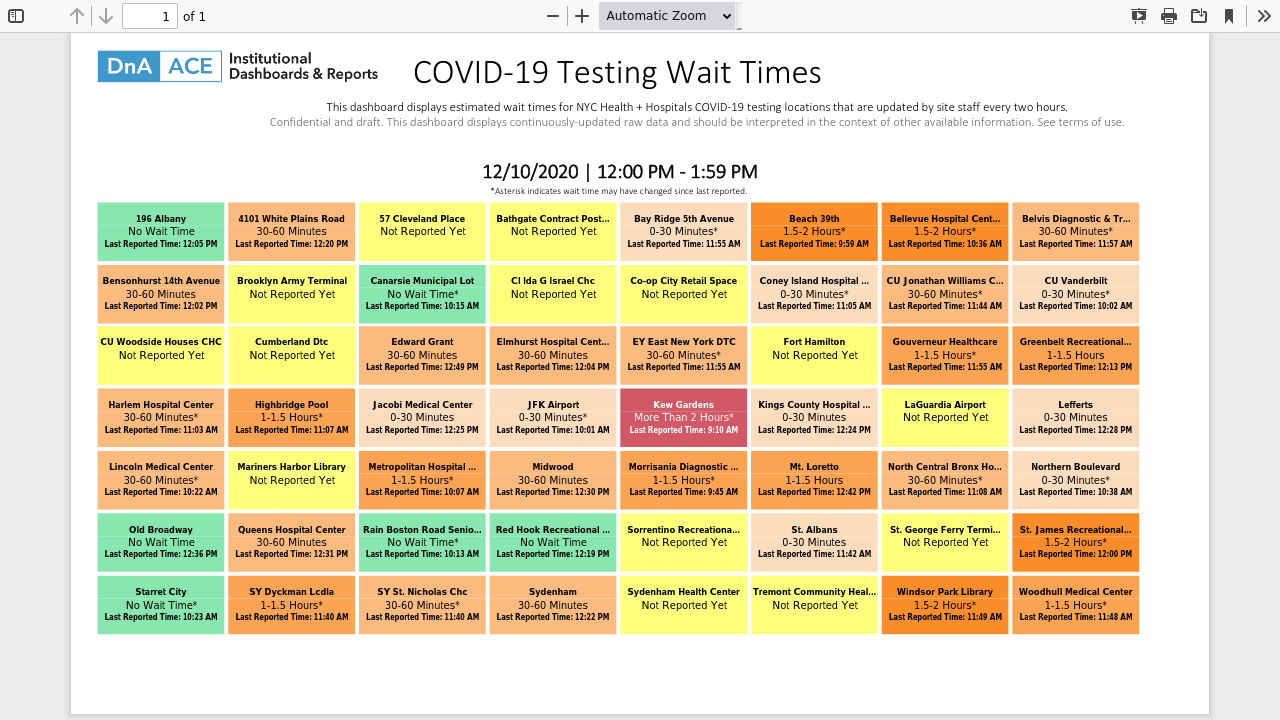 1 of 1 Automatic Zoom
DnA ACE Institutional Dashboards & Reports
COVID-19 Testing Wait Times
This dashboard displays estimated wait times for NYC Health + Hospitals COVID-19 testing locations that are updated by site staff every two hours.
Confidential and draft. This dashboard displays continuously-updated raw data and should be interpreted in the context of other available information. See terms of use.
12/10/2020 | 12:00 PM - 1:59 PM
*Asterisk indicates wait time may have changed since last reported.
196 Albany
No Wait Time
Last Reported Time: 12:05 PM
4101 White Plains Road
30-60 Minutes
Last Reported Time: 12:20 PM
57 Cleveland Place
Not Reported Yet
Bathgate Contract Post...
Not Reported Yet
Bay Ridge 5th Avenue
0-30 Minutes*
Last Reported Time: 11:55 AM
Beach 39th
1.5-2 Hours*
Last Reported Time: 9:59 AM
Bellevue Hospital Cent...
1.5-2 Hours*
Last Reported Time: 10:36 AM
Belvis Diagnostic & Tr...
30-60 Minutes*
Last Reported Time: 11:57 AM
Bensonhurst 14th Avenue
30-60 Minutes
Last Reported Time: 12:02 PM
Brooklyn Army Terminal
Not Reported Yet
Canarsie Municipal Lot
No Wait Time*
Last Reported Time: 10:15 AM
Cl Ida G Israel Chc
Not Reported Yet
Co-op City Retail Space
Not Reported Yet
Coney Island Hospital ...
0-30 Minutes*
Last Reported Time: 11:05 AM
CU Jonathan Williams C...
30-60 Minutes*
Last Reported Time: 11:44 AM
CU Vanderbilt
0-30 Minutes*
Last Reported Time: 10:02 AM
CU Woodside Houses CHC
Not Reported Yet
Cumberland Dtc
Not Reported Yet
Edward Grant
30-60 Minutes
Last Reported Time: 12:49 PM
Elmhurst Hospital Cent...
30-60 Minutes
Last Reported Time: 12:04 PM
EY East New York DTC
30-60 Minutes*
Last Reported Time: 11:55 AM
Fort Hamilton
Not Reported Yet
Gouverneur Healthcare
1-1.5 Hours*
Last Reported Time: 11:55 AM
Greenbelt Recreational...
1-1.5 Hours
Last Reported Time: 12:13 PM
Harlem Hospital Center
30-60 Minutes*
Last Reported Time: 11:03 AM
Highbridge Pool
1-1.5 Hours*
Last Reported Time: 11:07 AM
Jacobi Medical Center
0-30 Minutes
Last Reported Time: 12:25 PM
JFK Airport
0-30 Minutes*
Last Reported Time: 10:01 AM
Kew Gardens
More Than 2 Hours*
Last Reported Time: 9:10 AM
Kings County Hospital ...
0-30 Minutes
Last Reported Time: 12:24 PM
LaGuardia Airport
Not Reported Yet
Lefferts
0-30 Minutes
Last Reported Time: 12:28 PM
Lincoln Medical Center
30-60 Minutes*
Last Reported Time: 10:22 AM
Mariners Harbor Library
Not Reported Yet
Metropolitan Hospital ...
1-1.5 Hours*
Last Reported Time: 10:07 AM
Midwood
30-60 Minutes
Last Reported Time: 12:30 PM
Morrisania Diagnostic ...
1-1.5 Hours*
Last Reported Time: 9:45 AM
Mt. Loretto
1-1.5 Hours
Last Reported Time: 12:42 PM
North Central Bronx Ho...
30-60 Minutes*
Last Reported Time: 11:08 AM
Northern Boulevard
0-30 Minutes*
Last Reported Time: 10:38 AM
Old Broadway
No Wait Time
Last Reported Time: 12:36 PM
Queens Hospital Center
30-60 Minutes
Last Reported Time: 12:31 PM
Rain Boston Road Senio...
No Wait Time*
Last Reported Time: 10:13 AM
Red Hook Recreational ...
No Wait Time
Last Reported Time: 12:19 PM
Sorrentino Recreationa...
Not Reported Yet
St. Albans
0-30 Minutes
Last Reported Time: 11:42 AM
St. George Ferry Termi...
Not Reported Yet
St. James Recreational...
1.5-2 Hours*
Last Reported Time: 12:00 PM
Starret City
No Wait Time*
Last Reported Time: 10:23 AM
SY Dyckman Lcdla
1-1.5 Hours*
Last Reported Time: 11:40 AM
SY St. Nicholas Chc
30-60 Minutes*
Last Reported Time: 11:40 AM
Sydenham
30-60 Minutes
Last Reported Time: 12:22 PM
Sydenham Health Center
Not Reported Yet
Tremont Community Heal...
Not Reported Yet
Windsor Park Library
1.5-2 Hours*
Last Reported Time: 11:49 AM
Woodhull Medical Center
1-1.5 Hours*
Last Reported Time: 11:48 AM